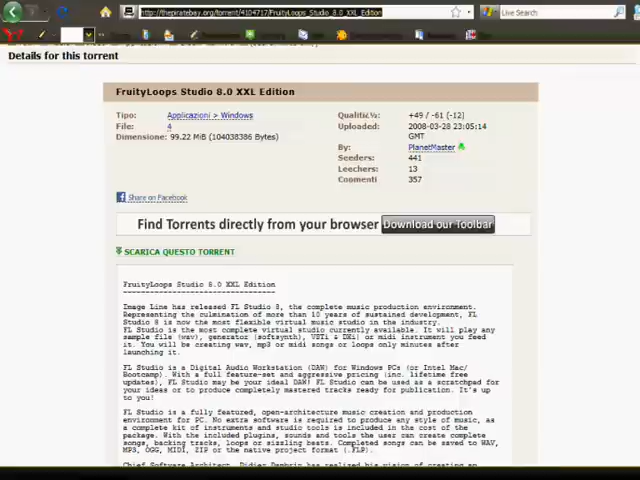 http://thepiratebay.org/torrent/4104717/FruityLoops_Studio_8.0_XXL_Edition
Live Search
Details for this torrent
FruityLoops Studio 8.0 XXL Edition
Tipo: Applicazioni > Windows
File: 4
Dimensione: 99.22 MiB (104038386 Bytes)
+49 / -61 (-12)
Uploaded: 2008-03-28 23:05:14
GMT
By: PlanetMaster
Seeders: 441
Leechers: 13
Commenti 357
Share on Facebook
Find Torrents directly from your browser Download our Toolbar
SCARICA QUESTO TORRENT
FruityLoops Studio 8.0 XXL Edition
Image Line has released FL Studio 8, the complete music production environment.
Representing the culmination of more than 10 years of sustained development, FL
Studio 8 is now the most flexible virtual music studio in the industry.
FL Studio is the most complete virtual studio currently available. It will play any
sample file (wav), generator (softsynth, VSTi & DXi) or midi instrument you feed
it. You will be creating wav, mp3 or midi songs or loops only minutes after
launching it.
FL Studio is a Digital Audio Workstation (DAW) for Windows PCs (or Intel Mac/
Bootcamp). With a full feature-set and aggressive pricing (inc. lifetime free
updates), FL Studio may be your ideal DAW! FL Studio can be used as a scratchpad for
your ideas or to produce completely mastered tracks ready for publication. It's up
to you!
FL Studio is a fully featured, open-architecture music creation and production
environment for PC. No extra software is required to produce any style of music, as
a complete kit of instruments and studio tools is included in the cost of the
package. With the included plugins, sounds and tools the user can create complete
songs, backing tracks, loops or sizzling beats. Completed songs can be saved to WAV,
MP3, OGG, MIDI, ZIP or the native project format (.FLP).
Chief Software Architect, Didier Dambrin has realized his vision of creating an